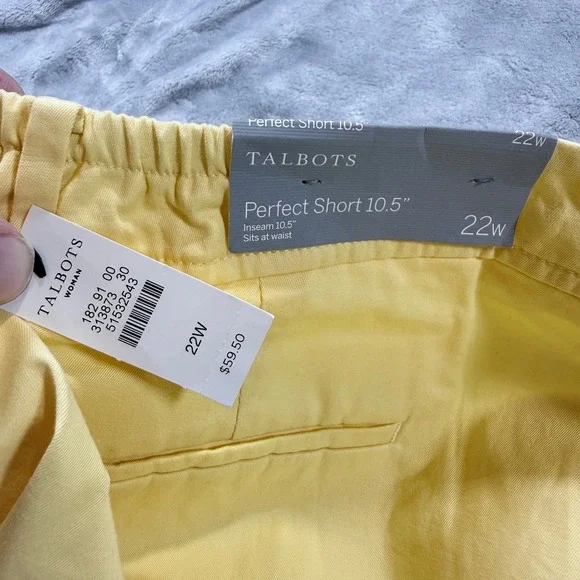 Perfect Short 10.5"
22W
TALBOTS
Perfect Short 10.5"
Inseam 10.5"
Sits at waist
22W
TALBOTS
WOMAN
182 91 00
313873 30
51532543
22W
$59.50